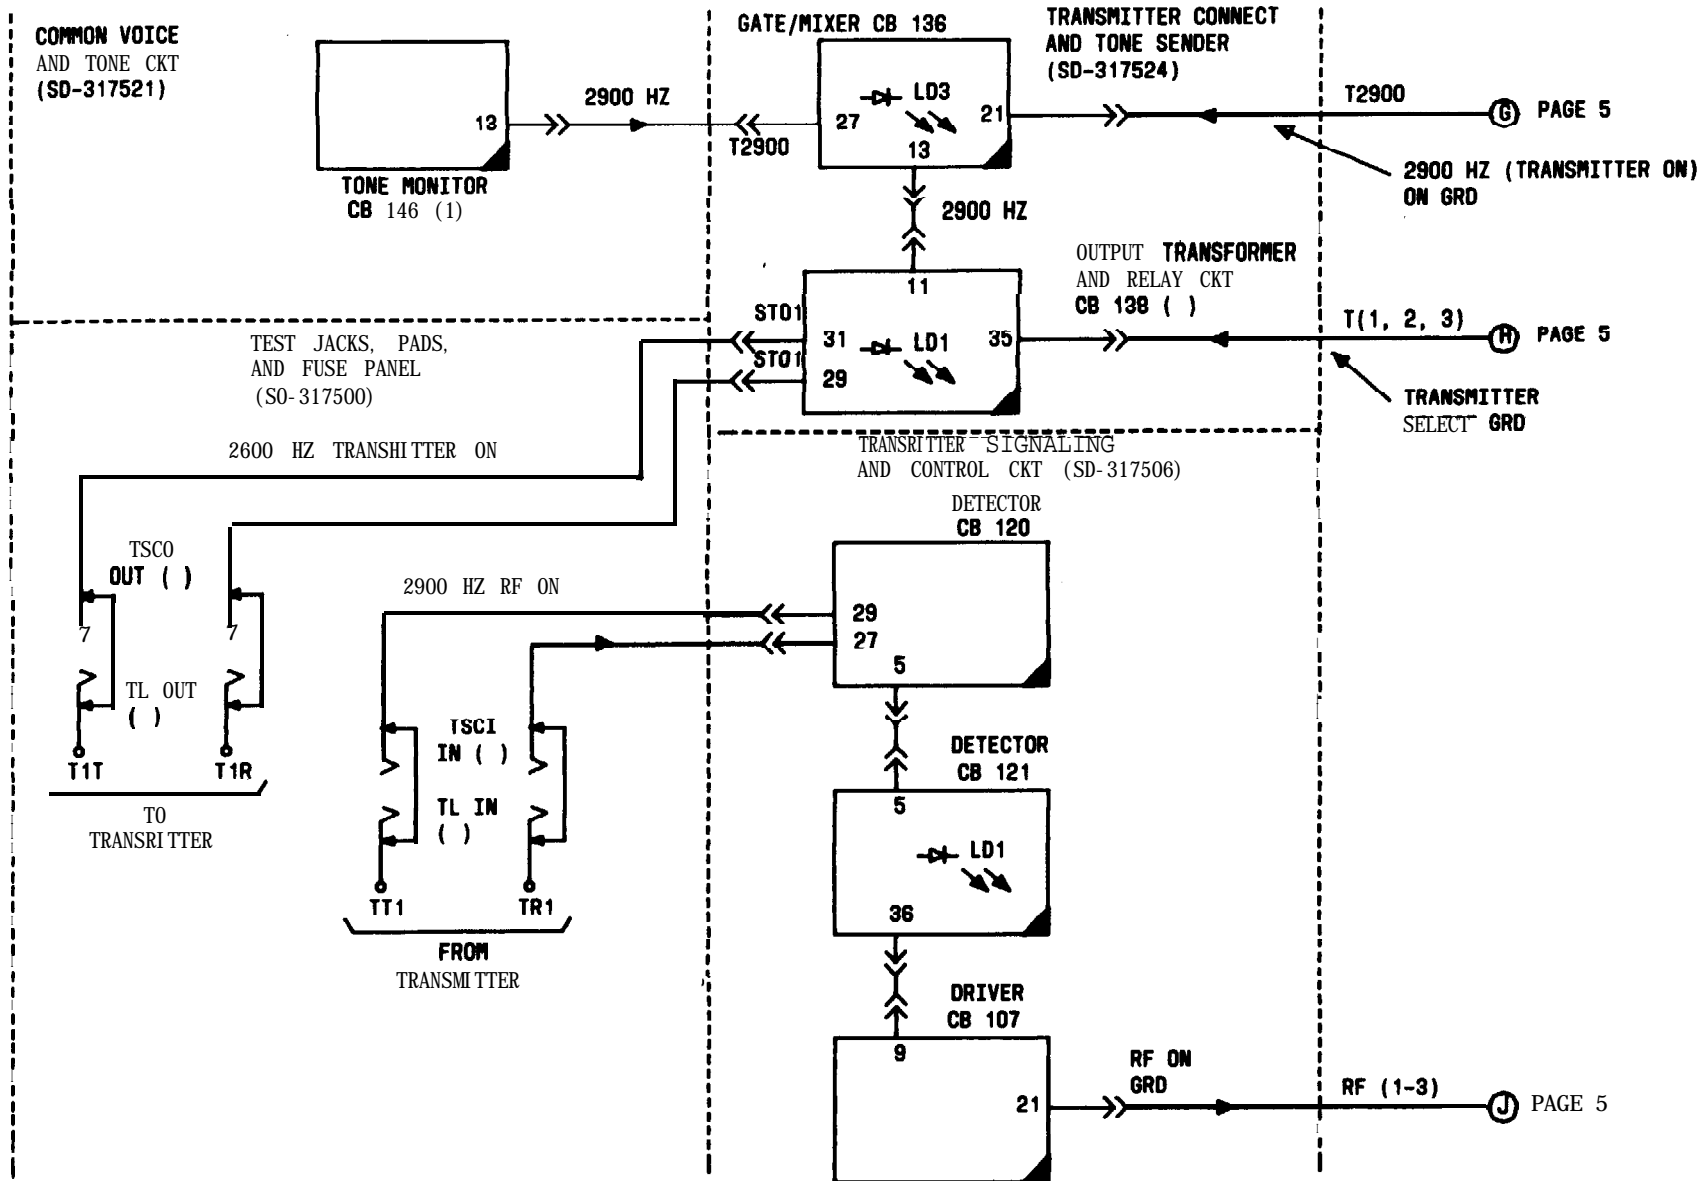 COMMON VOICE
AND TONE CKT
(SD-317521)
13
TONE MONITOR
CB 146 (1)
2900 HZ
T2900
GATE/MIXER CB 136
27
LD3
21
13
TRANSMITTER CONNECT
AND TONE SENDER
(SD-317524)
T2900
G PAGE 5
2900 HZ (TRANSMITTER ON)
ON GRD
2900 HZ
OUTPUT TRANSFORMER
AND RELAY CKT
CB 138 ( )
11
ST01
31
LD1
35
ST01
29
T(1, 2, 3)
H PAGE 5
TRANSMITTER
SELECT GRD
TEST JACKS, PADS,
AND FUSE PANEL
(S0-317500)
2600 HZ TRANSHITTER ON
TRANSRITTER SIGNALING
AND CONTROL CKT (SD-317506)
DETECTOR
CB 120
29
27
5
2900 HZ RF ON
TSCO
OUT ( )
7
7
TL OUT
( )
T1T
T1R
TO
TRANSRITTER
TSCI
IN ( )
TL IN
( )
TT1
TR1
FROM
TRANSMITTER
DETECTOR
CB 121
5
LD1
36
DRIVER
CB 107
9
21
RF ON
GRD
RF (1-3)
J PAGE 5